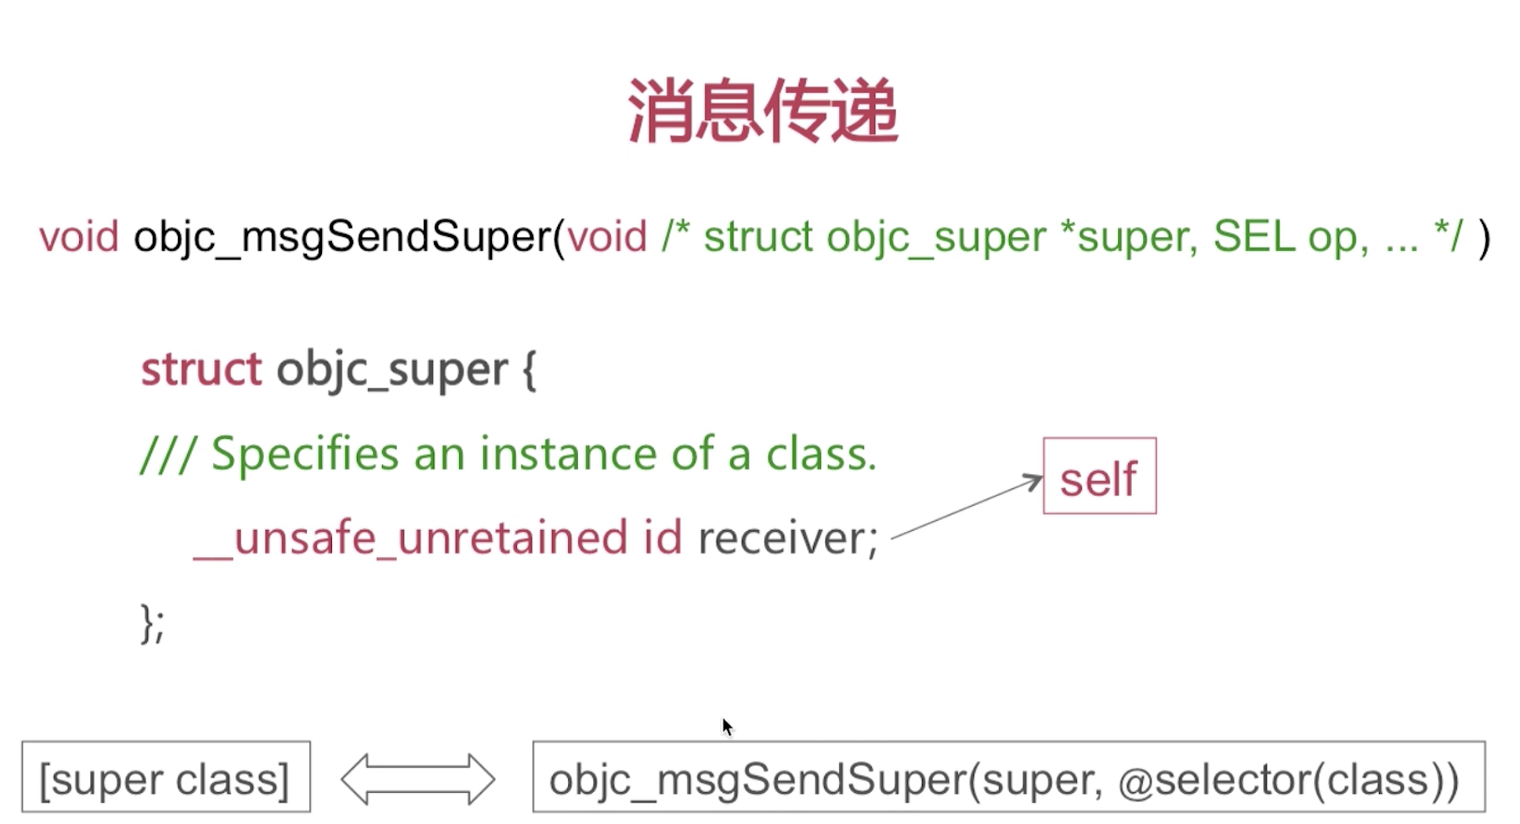 消息传递
void objc_msgSendSuper(void /* struct objc_super *super, SEL op, ... */ )
struct objc_super {
/// Specifies an instance of a class.
__unsafe_unretained id receiver;
self
};
[super class]
objc_msgSendSuper(super, @selector(class))